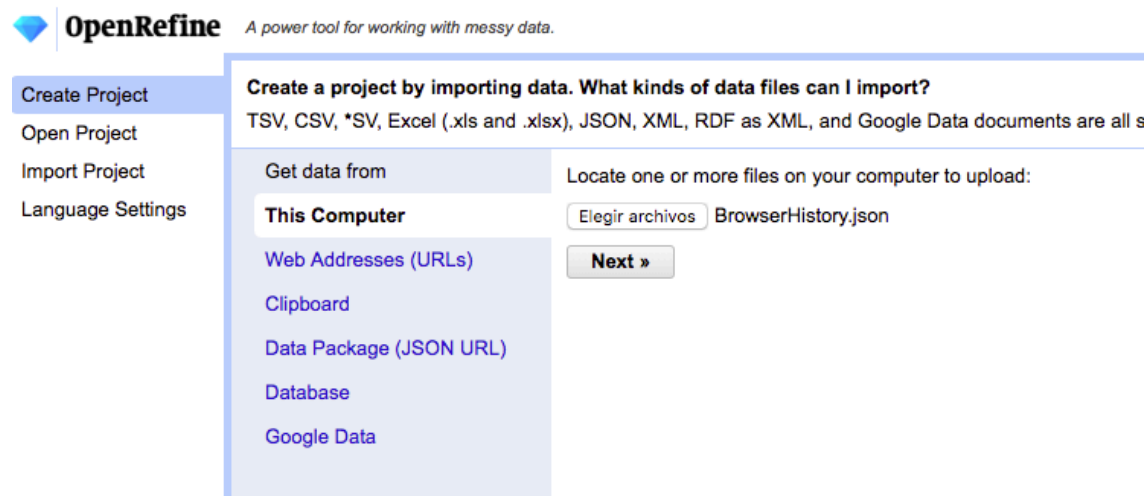 OpenRefine A power tool for working with messy data.
Create Project
Open Project
Import Project
Language Settings
Create a project by importing data. What kinds of data files can I import?
TSV, CSV, *SV, Excel (.xls and .xlsx), JSON, XML, RDF as XML, and Google Data documents are all s
Get data from
This Computer
Web Addresses (URLs)
Clipboard
Data Package (JSON URL)
Database
Google Data
Locate one or more files on your computer to upload:
Elegir archivos BrowserHistory.json
Next »